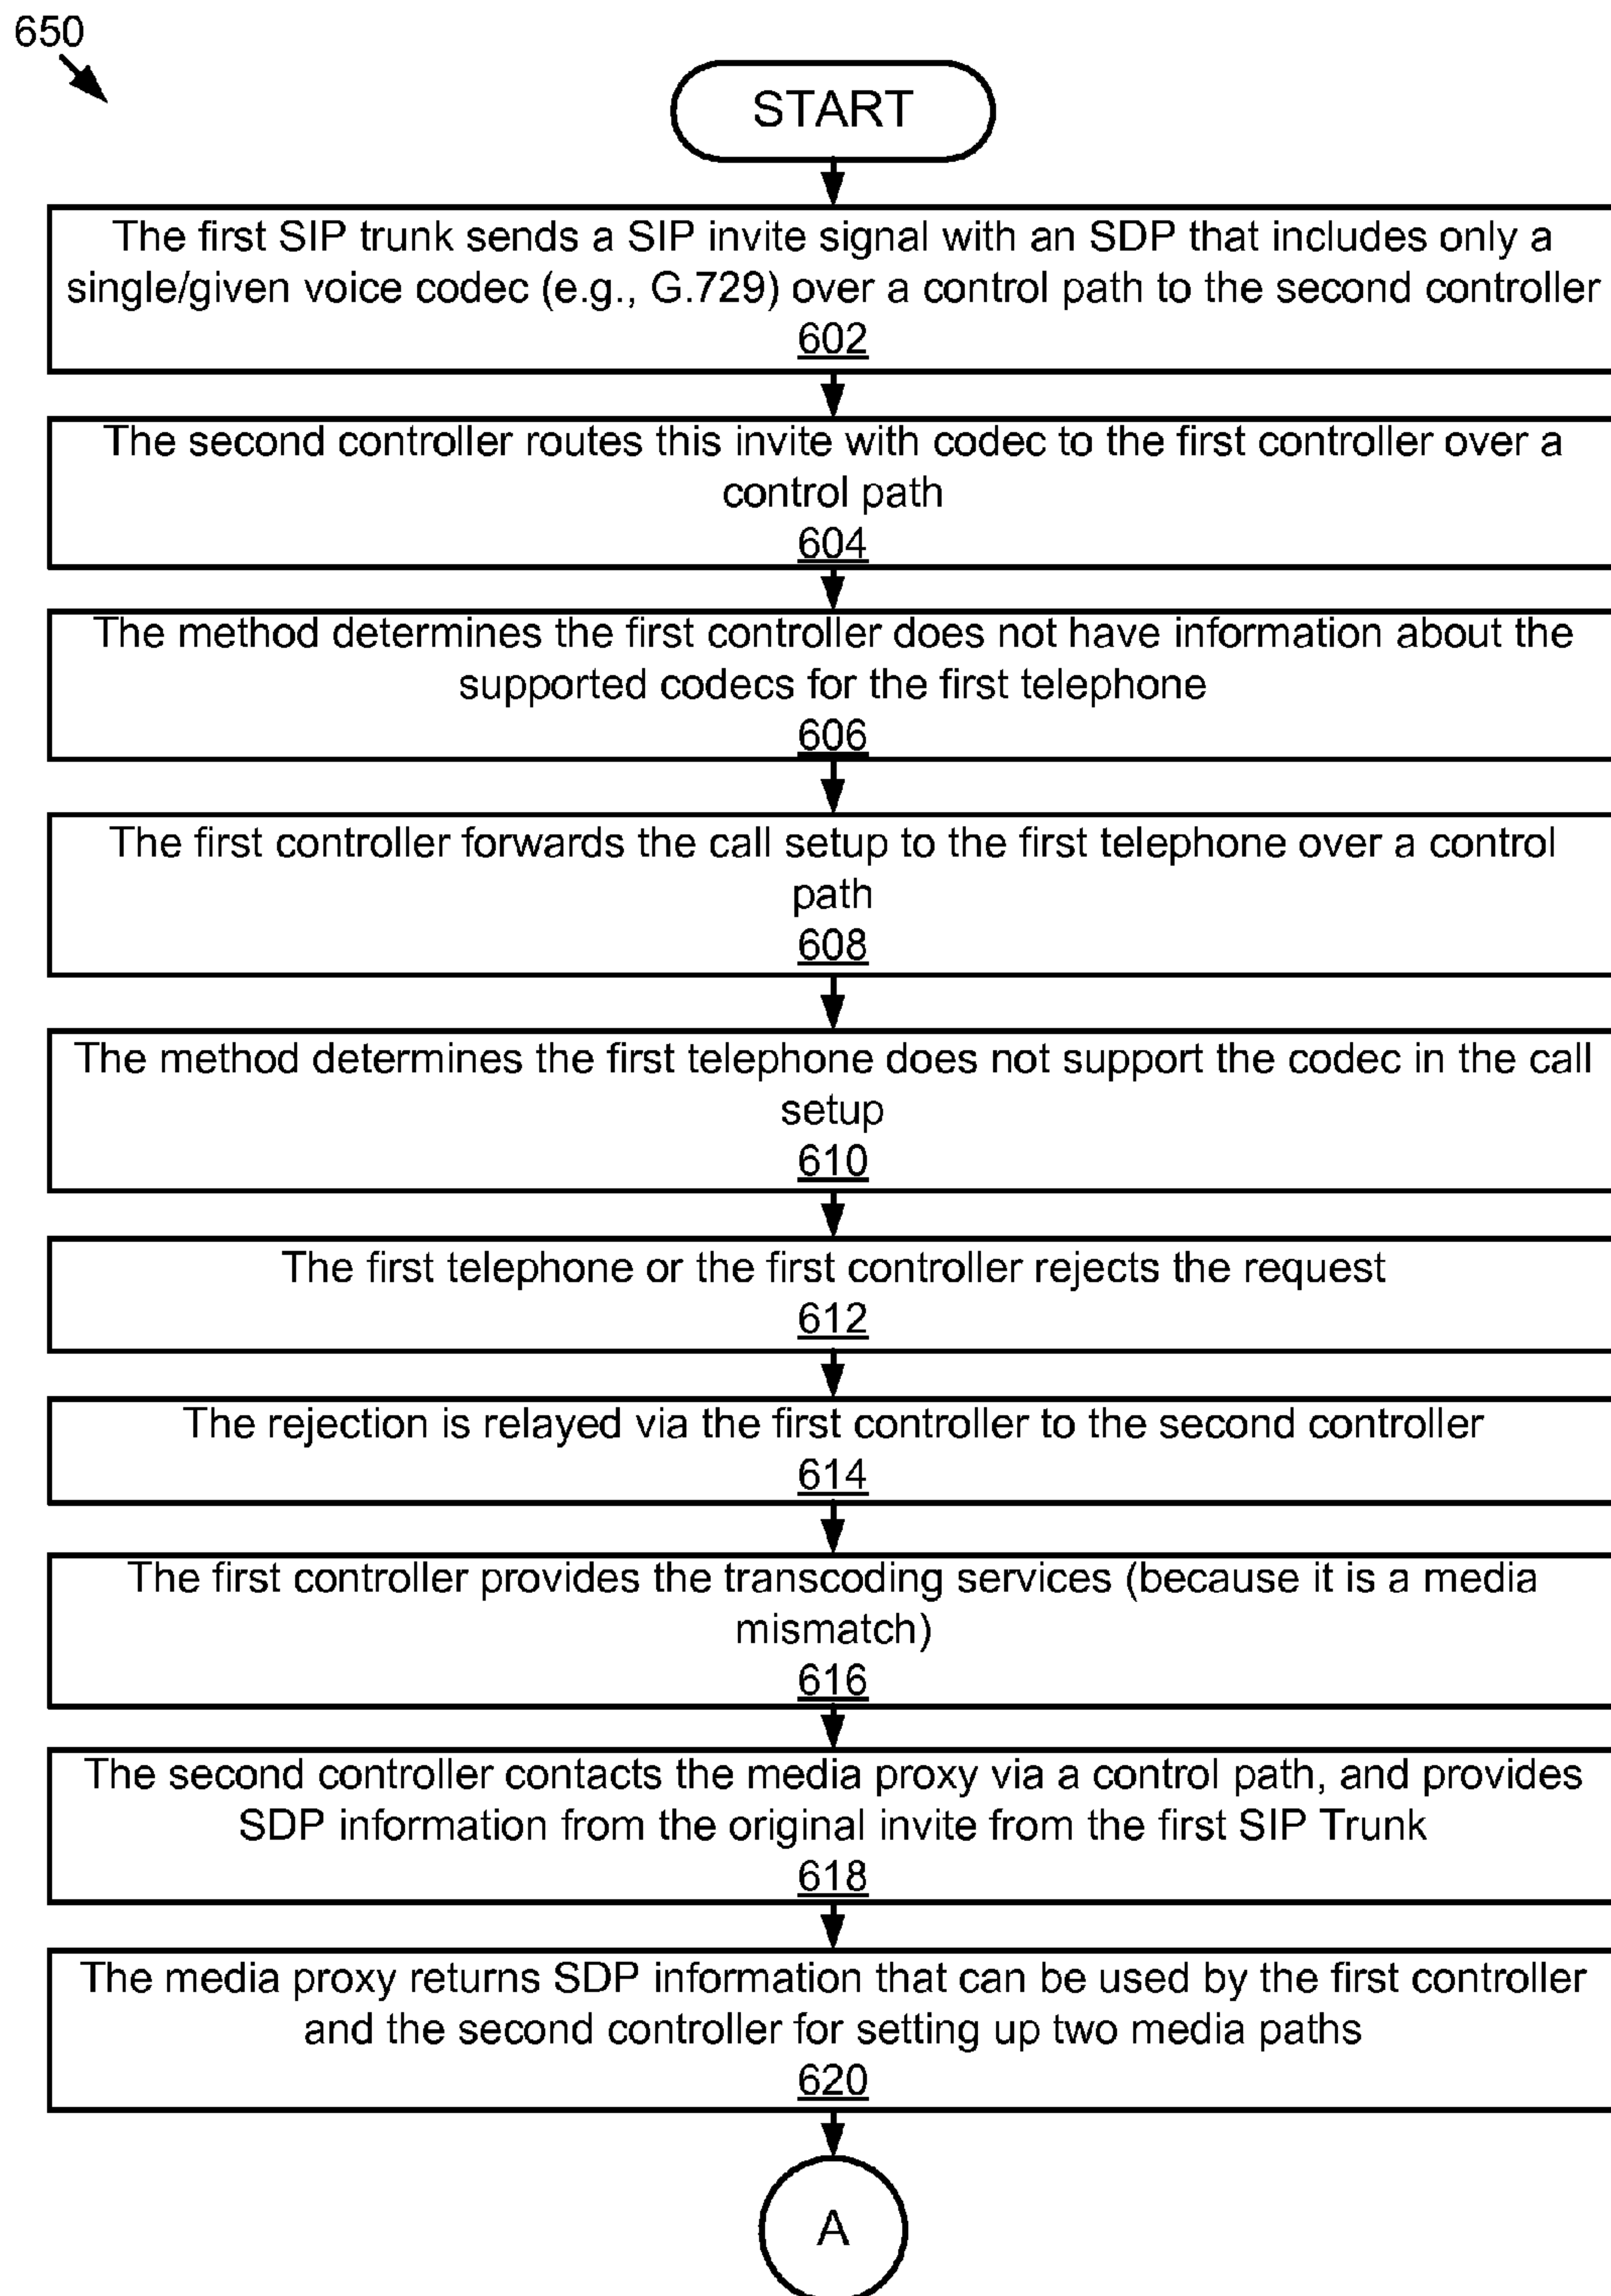 650
START
The first SIP trunk sends a SIP invite signal with an SDP that includes only a
single/given voice codec (e.g., G.729) over a control path to the second controller
602
The second controller routes this invite with codec to the first controller over a
control path
604
The method determines the first controller does not have information about the
supported codecs for the first telephone
606
The first controller forwards the call setup to the first telephone over a control
path
608
The method determines the first telephone does not support the codec in the call
setup
610
The first telephone or the first controller rejects the request
612
The rejection is relayed via the first controller to the second controller
614
The first controller provides the transcoding services (because it is a media
mismatch)
616
The second controller contacts the media proxy via a control path, and provides
SDP information from the original invite from the first SIP Trunk
618
The media proxy returns SDP information that can be used by the first controller
and the second controller for setting up two media paths
620
A